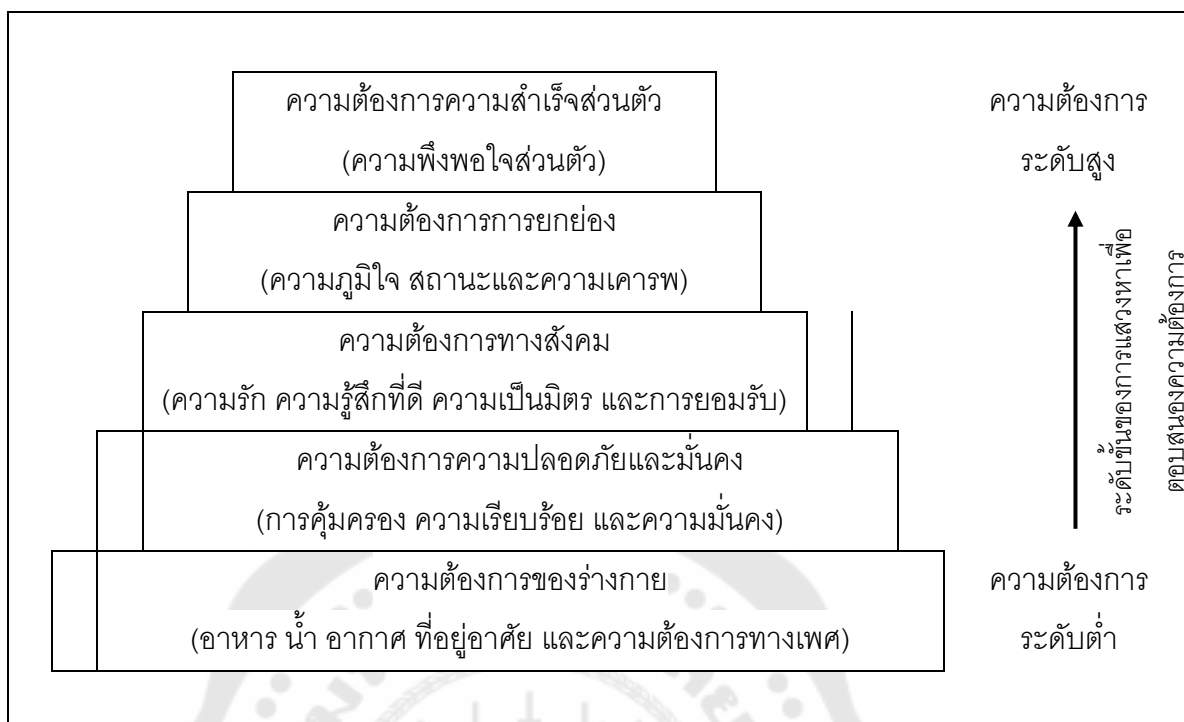 ความต้องการความสำเร็จส่วนตัว
(ความพึงพอใจส่วนตัว)
ความต้องการ
ระดับสูง
ความต้องการการยกย่อง
(ความภูมิใจ สถานะและความเคารพ)
ความต้องการทางสังคม
(ความรัก ความรู้สึกที่ดี ความเป็นมิตร และการยอมรับ)
ความต้องการความปลอดภัยและมั่นคง
(การคุ้มครอง ความเรียบร้อย และความมั่นคง)
ระดับขั้นของการแสวงหาเพื่อ
ตอบสนองความต้องการ
ความต้องการของร่างกาย
(อาหาร น้ำ อากาศ ที่อยู่อาศัย และความต้องการทางเพศ)
ความต้องการ
ระดับต่ำ